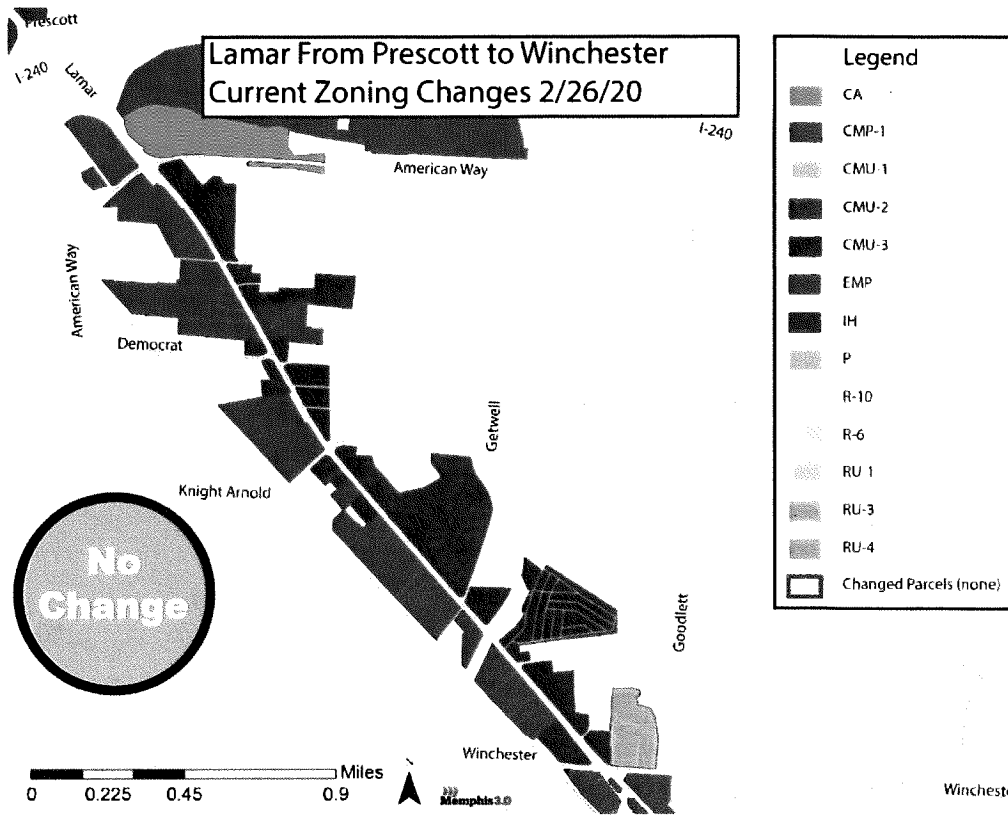 Prescott
I-240
Lamar
Lamar From Prescott to Winchester
Current Zoning Changes 2/26/20
I-240
American Way
American Way
Democrat
Getwell
Knight Arnold
No
Change
Goodlett
Winchester
Miles
0 0.225 0.45 0.9
Memphis 3.0
Legend
CA
CMP-1
CMU-1
CMU-2
CMU-3
EMP
IH
P
R-10
R-6
RU-1
RU-3
RU-4
Changed Parcels (none)
Wincheste